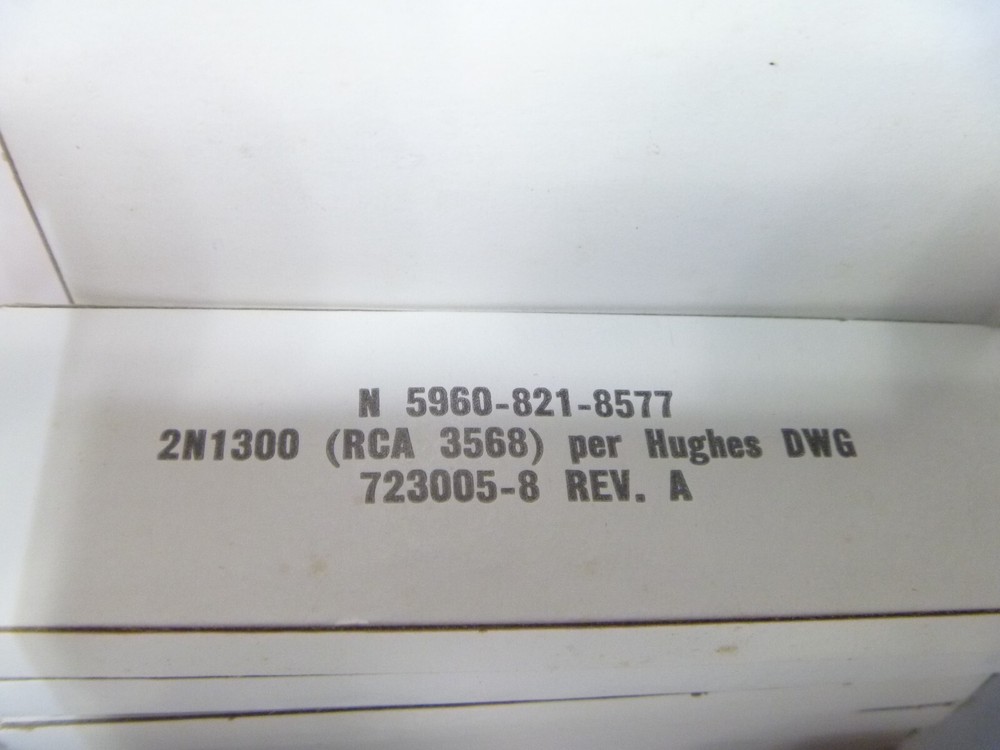 N 5960-821-8577
2N1300 (RCA 3568) per Hughes DWG
723005-8 REV. A